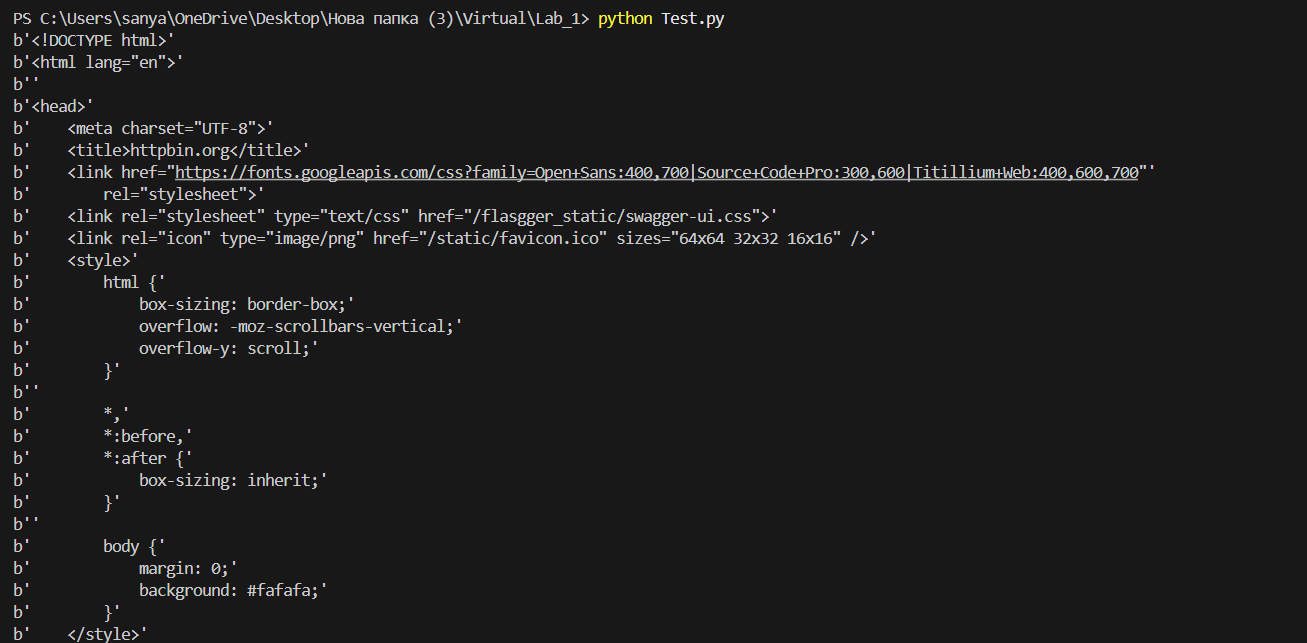 PS C:\Users\sanya\OneDrive\Desktop\Нова папка (3)\Virtual\Lab_1> python Test.py
b'<!DOCTYPE html>'
b'<html lang="en">'
b''
b'<head>'
b'    <meta charset="UTF-8">'
b'    <title>httpbin.org</title>'
b'    <link href="https://fonts.googleapis.com/css?family=Open+Sans:400,700|Source+Code+Pro:300,600|Titillium+Web:400,600,700"'
b'        rel="stylesheet">'
b'    <link rel="stylesheet" type="text/css" href="/flasgger_static/swagger-ui.css">'
b'    <link rel="icon" type="image/png" href="/static/favicon.ico" sizes="64x64 32x32 16x16" />'
b'    <style>'
b'        html {'
b'            box-sizing: border-box;'
b'            overflow: -moz-scrollbars-vertical;'
b'            overflow-y: scroll;'
b'        }'
b''
b'        *,'
b'        *:before,'
b'        *:after {'
b'            box-sizing: inherit;'
b'        }'
b''
b'        body {'
b'            margin: 0;'
b'            background: #fafafa;'
b'        }'
b'    </style>'